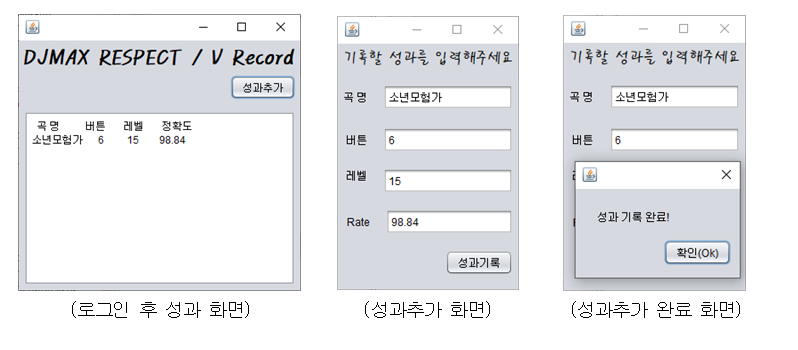 DJMAX RESPECT / V Record
성과추가
곡명 버튼 레벨 정확도
소년모험가 6 15 98.84
(로그인 후 성과 화면)
기록할 성과를 입력해주세요
곡명 소년모험가
버튼 6
레벨 15
Rate 98.84
성과기록
(성과추가 화면)
기록할 성과를 입력해주세요
곡명 소년모험가
버튼 6
성과 기록 완료!
확인(Ok)
(성과추가 완료 화면)